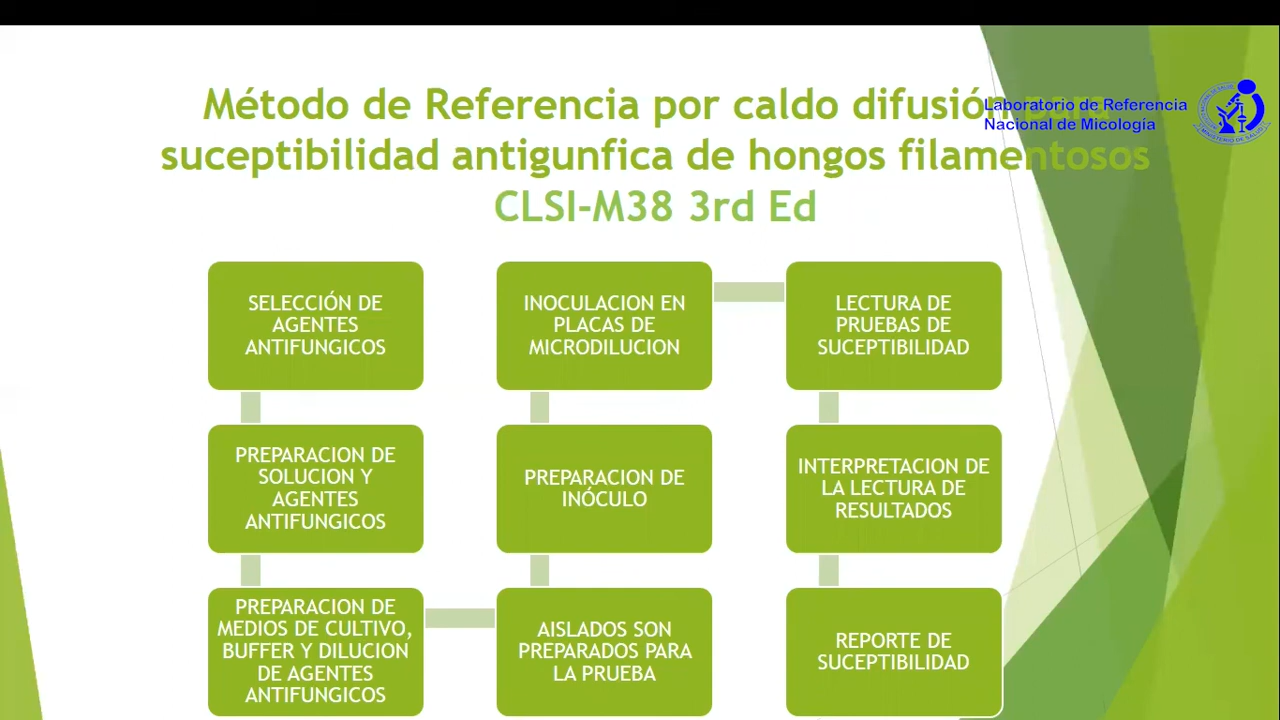 Método de Referencia por caldo difusión para
suceptibilidad antigunfica de hongos filamentosos
CLSI-M38 3rd Ed
Laboratorio de Referencia
Nacional de Micología
SELECCIÓN DE
AGENTES
ANTIFUNGICOS
PREPARACION DE
SOLUCION Y
AGENTES
ANTIFUNGICOS
PREPARACION DE
MEDIOS DE CULTIVO,
BUFFER Y DILUCION
DE AGENTES
ANTIFUNGICOS
AISLADOS SON
PREPARADOS PARA
LA PRUEBA
PREPARACION DE
INÓCULO
INOCULACION EN
PLACAS DE
MICRODILUCION
LECTURA DE
PRUEBAS DE
SUCEPTIBILIDAD
INTERPRETACION DE
LA LECTURA DE
RESULTADOS
REPORTE DE
SUCEPTIBILIDAD